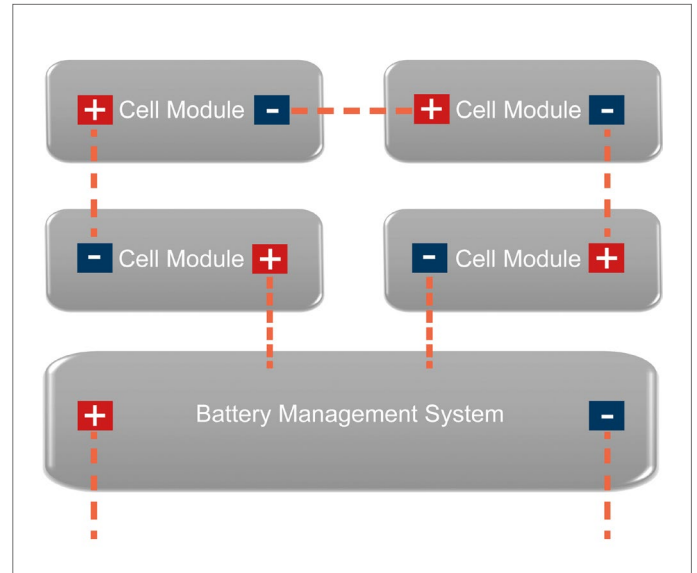 + Cell Module -
+ Cell Module -
- Cell Module +
- Cell Module +
+ Battery Management System -